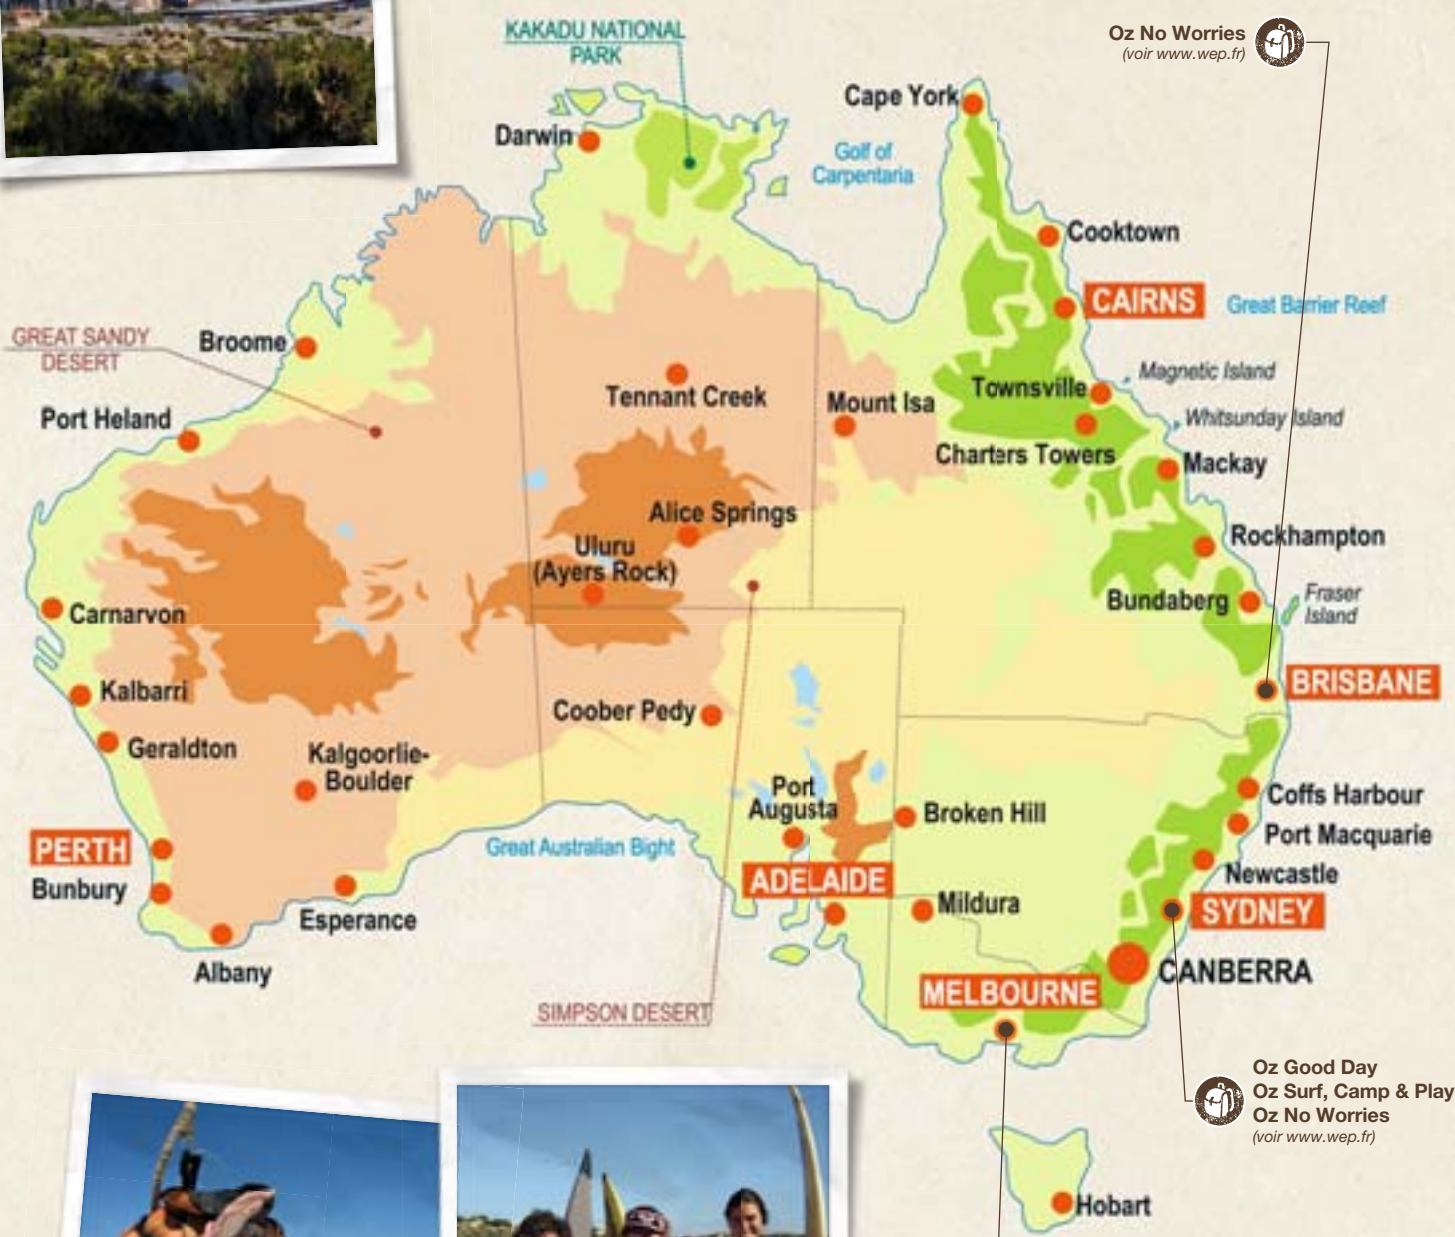 KAKADU NATIONAL
PARK
Oz No Worries
(voir www.wep.fr)
Cape York
Darwin
Golf of
Carpentaria
Cooktown
CAIRNS
Great Barrier Reef
GREAT SANDY
DESERT
Broome
Magnetic Island
Tennant Creek
Townsville
Mount Isa
Port Heland
Whitsunday Island
Charters Towers
Mackay
Alice Springs
Rockhampton
Uluru
(Ayers Rock)
Carnarvon
Bundaberg
Fraser
Island
Kalbarri
BRISBANE
Coober Pedy
Geraldton
Kalgoorlie-
Boulder
Port
Augusta
Broken Hill
Coffs Harbour
Port Macquarie
PERTH
Great Australian Bight
Newcastle
Bunbury
ADELAIDE
Mildura
SYDNEY
Esperance
Albany
CANBERRA
MELBOURNE
SIMPSON DESERT
Oz Good Day
Oz Surf, Camp & Play
Oz No Worries
(voir www.wep.fr)
Hobart